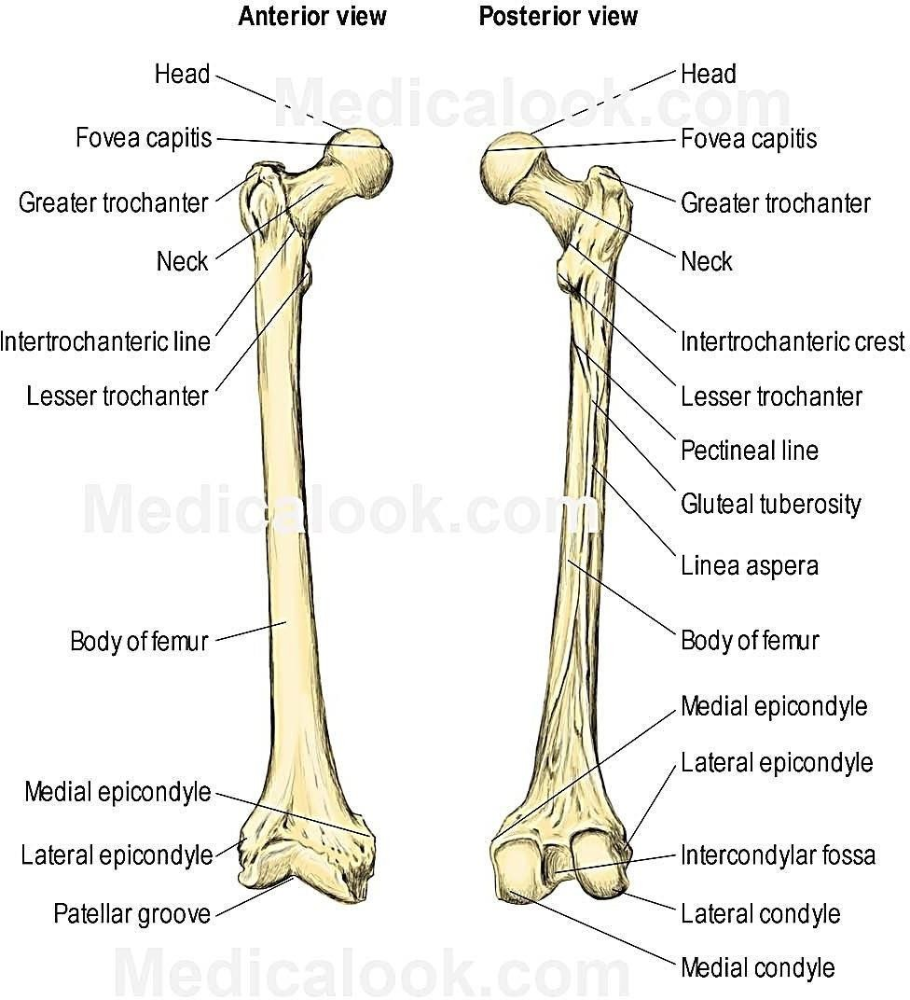 Anterior view
Posterior view
Medicalook.com
Head
Fovea capitis
Greater trochanter
Neck
Intertrochanteric line
Lesser trochanter
Body of femur
Medial epicondyle
Lateral epicondyle
Patellar groove
Head
Fovea capitis
Greater trochanter
Neck
Intertrochanteric crest
Lesser trochanter
Pectineal line
Gluteal tuberosity
Linea aspera
Body of femur
Medial epicondyle
Lateral epicondyle
Intercondylar fossa
Lateral condyle
Medial condyle
Medicalook.com
Medicalook.com